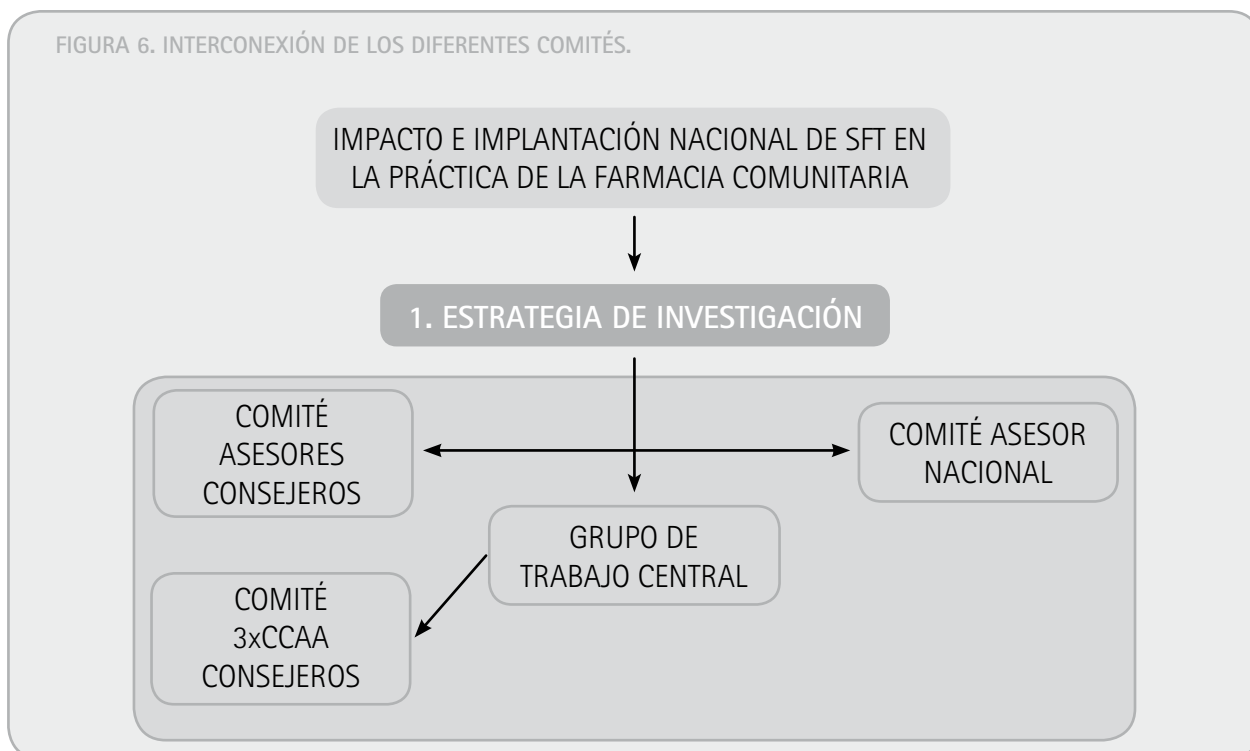 FIGURA 6. INTERCONEXIÓN DE LOS DIFERENTES COMITÉS.
IMPACTO E IMPLANTACIÓN NACIONAL DE SFT EN
LA PRÁCTICA DE LA FARMACIA COMUNITARIA
1. ESTRATEGIA DE INVESTIGACIÓN
COMITÉ
ASESORES
CONSEJEROS
COMITÉ ASESOR
NACIONAL
GRUPO DE
TRABAJO CENTRAL
COMITÉ
3xCCAA
CONSEJEROS